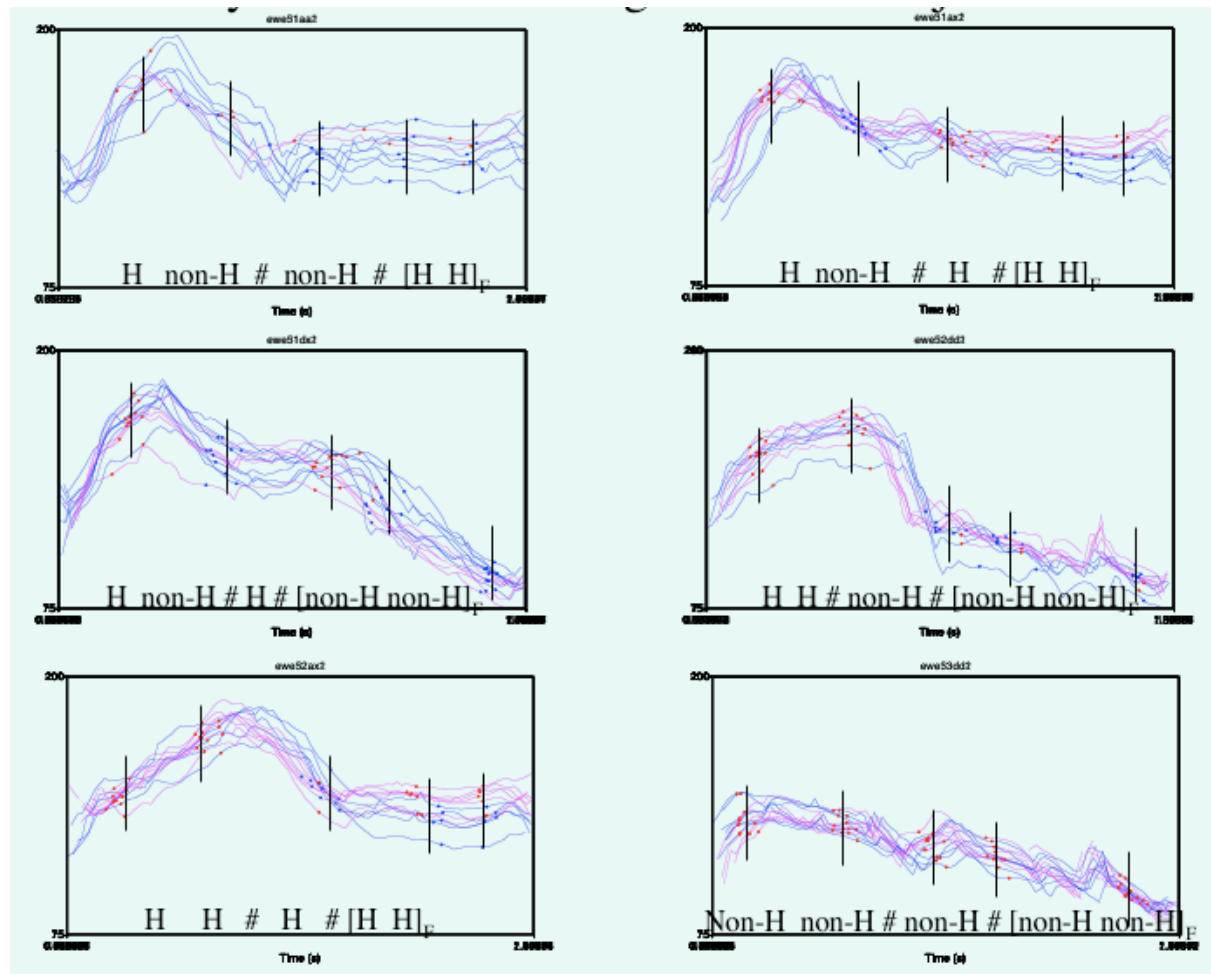 ewe51aa2
200
H non-H # non-H # [H H]F
75
Time (s)
ewe51ax2
200
H non-H # H # [H H]F
75
Time (s)
ewe51dx2
200
H non-H # H # [non-H non-H]F
75
Time (s)
ewe52dd2
H H # non-H # [non-H non-H]F
75
Time (s)
ewe52ax2
200
H H # H # [H H]F
75
Time (s)
ewe53dd2
200
Non-H non-H # non-H # [non-H non-H]F
75
Time (s)